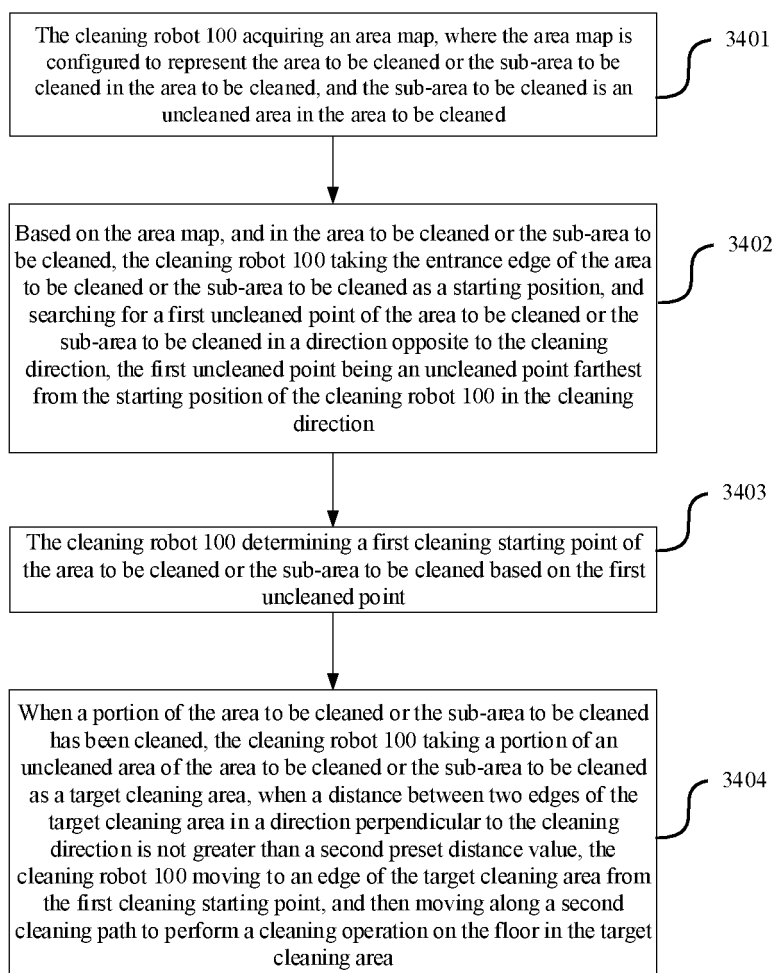 The cleaning robot 100 acquiring an area map, where the area map is
configured to represent the area to be cleaned or the sub-area to be
cleaned in the area to be cleaned, and the sub-area to be cleaned is an
uncleaned area in the area to be cleaned
3401
Based on the area map, and in the area to be cleaned or the sub-area to
be cleaned, the cleaning robot 100 taking the entrance edge of the area
to be cleaned or the sub-area to be cleaned as a starting position, and
searching for a first uncleaned point of the area to be cleaned or the
sub-area to be cleaned in a direction opposite to the cleaning
direction, the first uncleaned point being an uncleaned point farthest
from the starting position of the cleaning robot 100 in the cleaning
direction
3402
The cleaning robot 100 determining a first cleaning starting point of
the area to be cleaned or the sub-area to be cleaned based on the first
uncleaned point
3403
When a portion of the area to be cleaned or the sub-area to be cleaned
has been cleaned, the cleaning robot 100 taking a portion of an
uncleaned area of the area to be cleaned or the sub-area to be cleaned
as a target cleaning area, when a distance between two edges of the
target cleaning area in a direction perpendicular to the cleaning
direction is not greater than a second preset distance value, the
cleaning robot 100 moving to an edge of the target cleaning area from
the first cleaning starting point, and then moving along a second
cleaning path to perform a cleaning operation on the floor in the target
cleaning area
3404